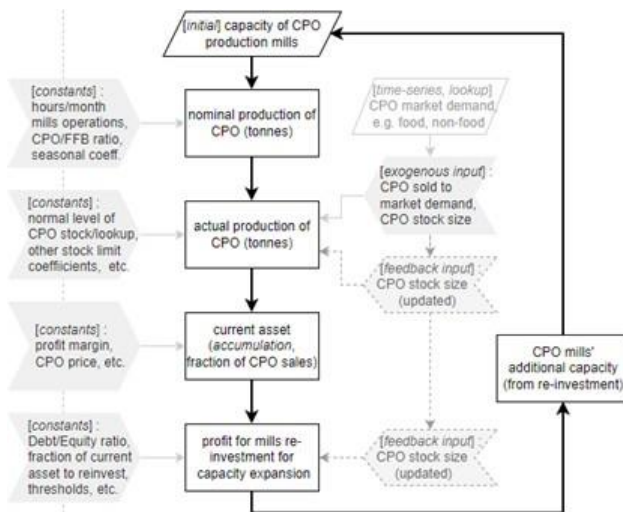 [initial] capacity of CPO
production mills
[constants] :
hours/month
mills operations,
CPO/FFB ratio,
seasonal coeff.
nominal production of
CPO (tonnes)
[time-series, lookup]
CPO market demand,
e.g. food, non-food
[constants] :
normal level of
CPO stock/lookup,
other stock limit
coeffiicients, etc.
actual production of
CPO (tonnes)
[exogenous input] :
CPO sold to
market demand,
CPO stock size
[feedback input] :
CPO stock size
(updated)
[constants] :
profit margin,
CPO price, etc.
current asset
(accumulation,
fraction of CPO sales)
CPO mills'
additional capacity
(from re-investment)
[constants] :
Debt/Equity ratio,
fraction of current
asset to reinvest,
thresholds, etc.
profit for mills re-
investment for
capacity expansion
[feedback input] :
CPO stock size
(updated)